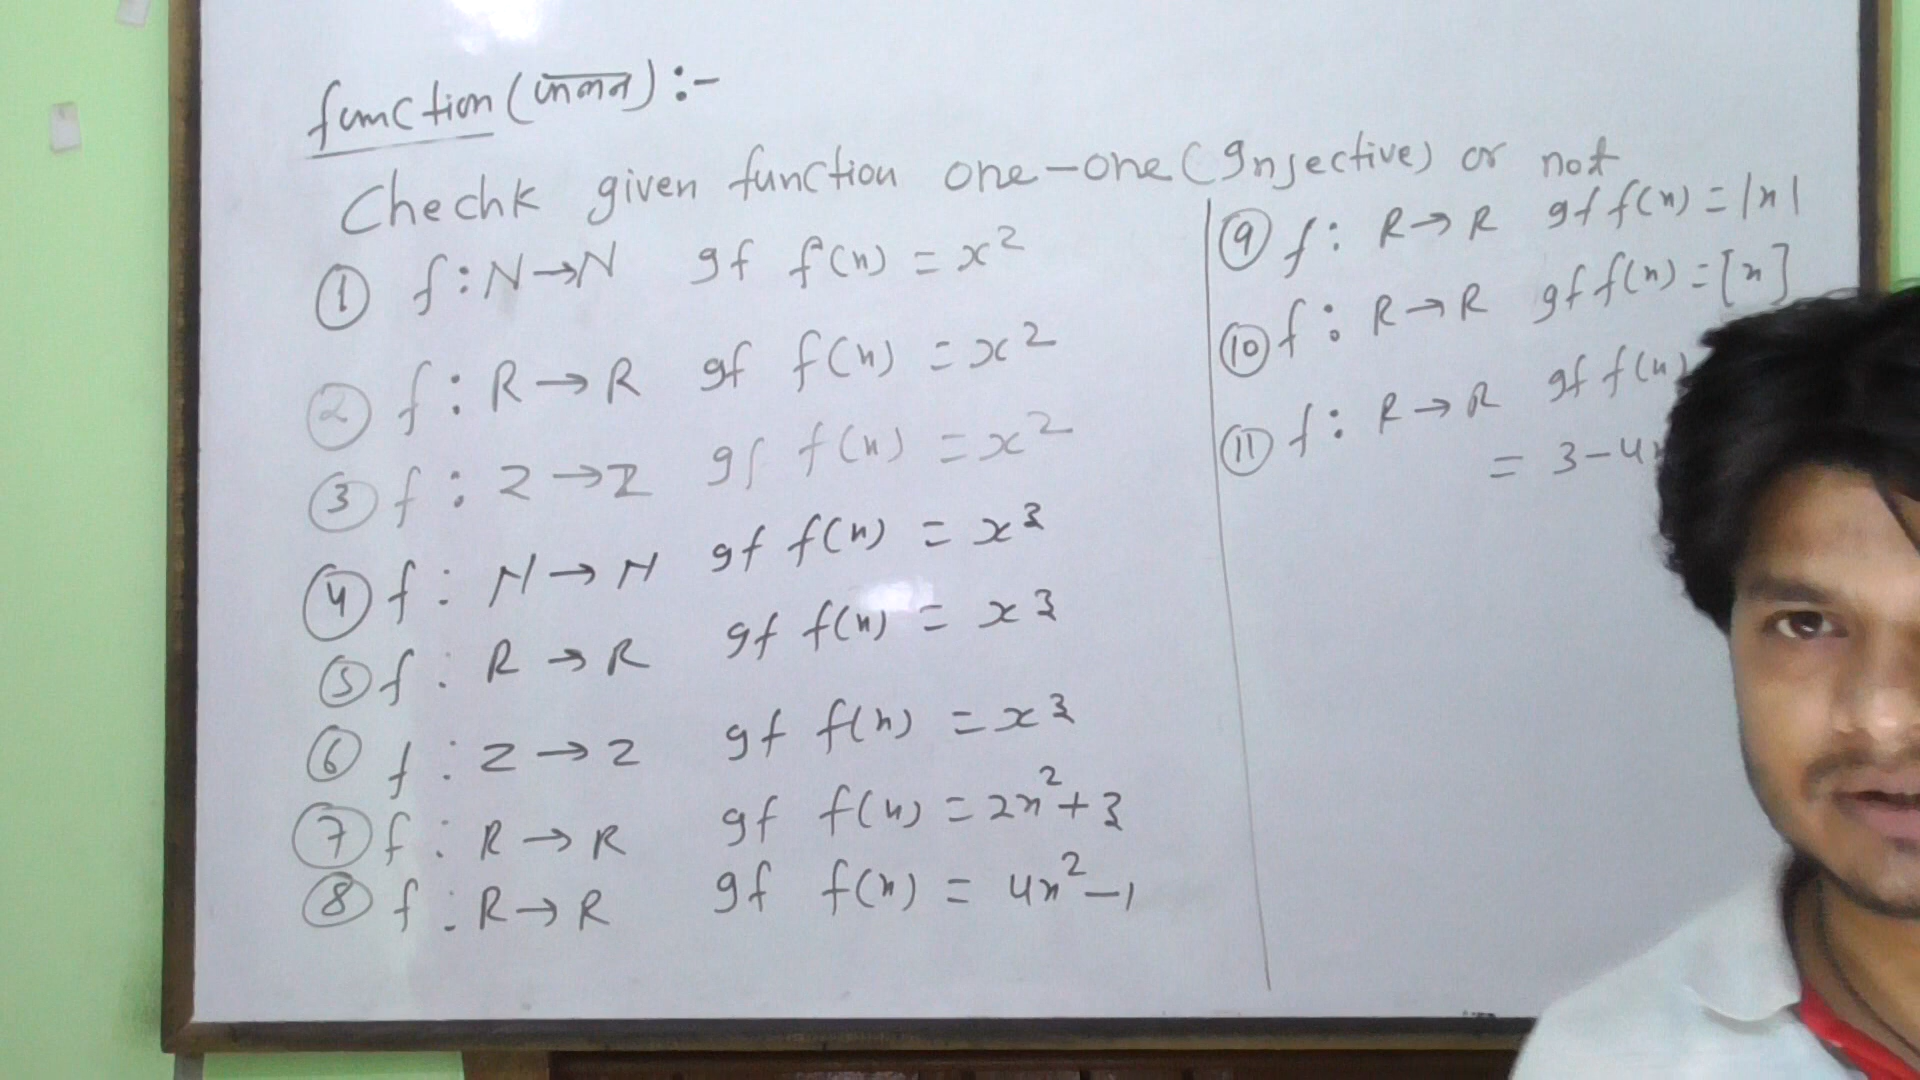 function (फलन) :-
Chechk given function one-one (Injective) or not
① f : N → N If f(x) = x²
② f : R → R If f(x) = x²
③ f : Z → Z If f(x) = x²
④ f : N → N If f(x) = x³
⑤ f : R → R If f(x) = x³
⑥ f : Z → Z If f(x) = x³
⑦ f : R → R If f(x) = 2x² + 3
⑧ f : R → R If f(x) = 4x² - 1
⑨ f : R → R If f(x) = |x|
⑩ f : R → R If f(x) = [x]
⑪ f : R → R If f(x)
= 3 - 4x